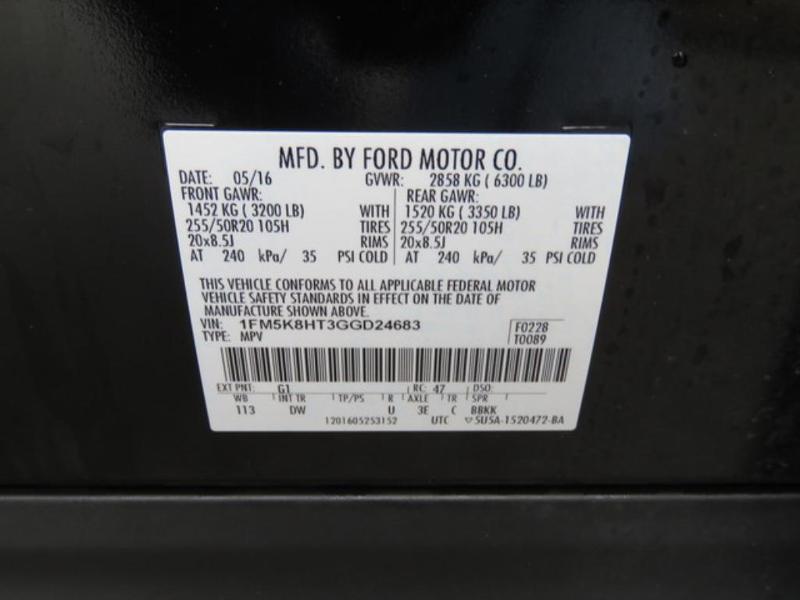 MFD. BY FORD MOTOR CO.
DATE: 05/16 GVWR: 2858 KG ( 6300 LB)
FRONT GAWR: REAR GAWR:
1452 KG ( 3200 LB) WITH 1520 KG ( 3350 LB) WITH
255/50R20 105H TIRES 255/50R20 105H TIRES
20x8.5J RIMS 20x8.5J RIMS
AT 240 kPa/ 35 PSI COLD AT 240 kPa/ 35 PSI COLD
THIS VEHICLE CONFORMS TO ALL APPLICABLE FEDERAL MOTOR
VEHICLE SAFETY STANDARDS IN EFFECT ON THE DATE OF
MANUFACTURE SHOWN ABOVE.
VIN: 1FM5K8HT3GGD24683 F0228
TYPE: MPV T0089
EXT PNT: G1 RC: 47 DSO:
WB INT TR TP/PS R AXLE TR SPR
113 DW U 3E C BBKK
1201605253152 UTC ▽5U5A-1520472-BA